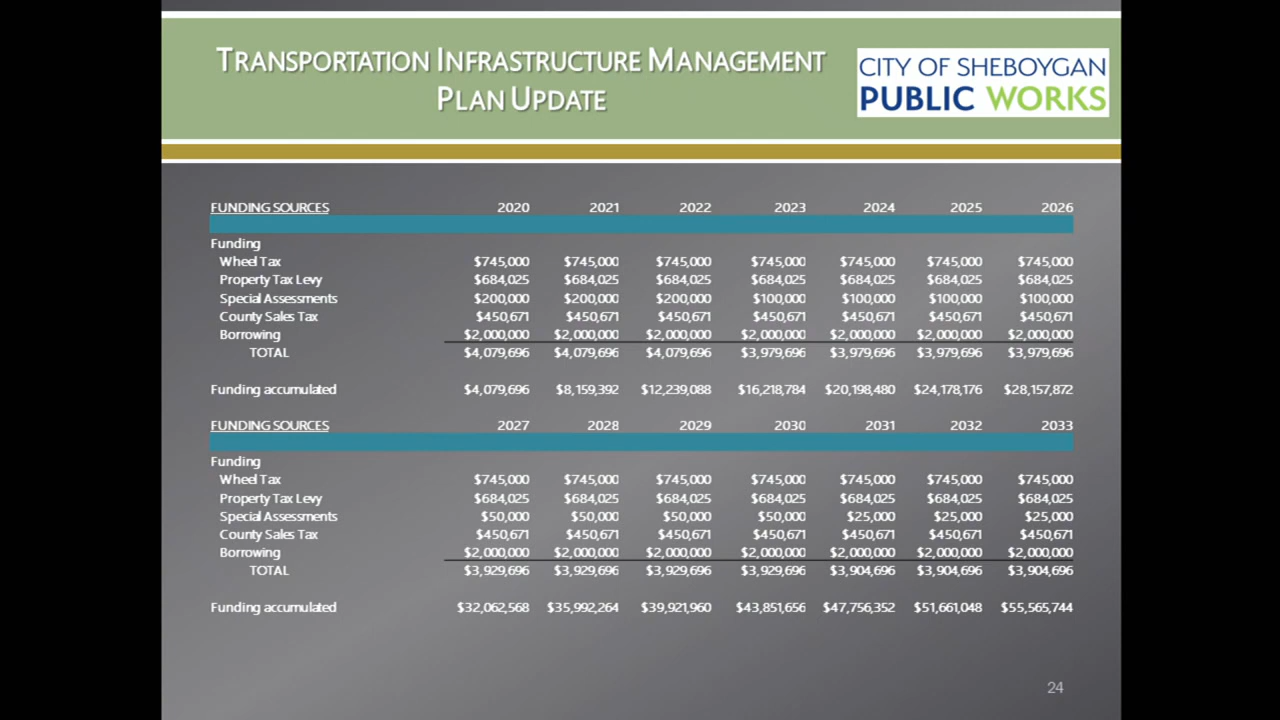 TRANSPORTATION INFRASTRUCTURE MANAGEMENT
PLAN UPDATE
CITY OF SHEBOYGAN
PUBLIC WORKS
FUNDING SOURCES 2020 2021 2022 2023 2024 2025 2026
Funding
Wheel Tax $745,000 $745,000 $745,000 $745,000 $745,000 $745,000 $745,000
Property Tax Levy $684,025 $684,025 $684,025 $684,025 $684,025 $684,025 $684,025
Special Assessments $200,000 $200,000 $200,000 $100,000 $100,000 $100,000 $100,000
County Sales Tax $450,671 $450,671 $450,671 $450,671 $450,671 $450,671 $450,671
Borrowing $2,000,000 $2,000,000 $2,000,000 $2,000,000 $2,000,000 $2,000,000 $2,000,000
TOTAL $4,079,696 $4,079,696 $4,079,696 $3,979,696 $3,979,696 $3,979,696 $3,979,696
Funding accumulated $4,079,696 $8,159,392 $12,239,088 $16,218,784 $20,198,480 $24,178,176 $28,157,872
FUNDING SOURCES 2027 2028 2029 2030 2031 2032 2033
Funding
Wheel Tax $745,000 $745,000 $745,000 $745,000 $745,000 $745,000 $745,000
Property Tax Levy $684,025 $684,025 $684,025 $684,025 $684,025 $684,025 $684,025
Special Assessments $50,000 $50,000 $50,000 $50,000 $25,000 $25,000 $25,000
County Sales Tax $450,671 $450,671 $450,671 $450,671 $450,671 $450,671 $450,671
Borrowing $2,000,000 $2,000,000 $2,000,000 $2,000,000 $2,000,000 $2,000,000 $2,000,000
TOTAL $3,929,696 $3,929,696 $3,929,696 $3,929,696 $3,904,696 $3,904,696 $3,904,696
Funding accumulated $32,062,568 $35,992,264 $39,921,960 $43,851,656 $47,756,352 $51,661,048 $55,565,744
24